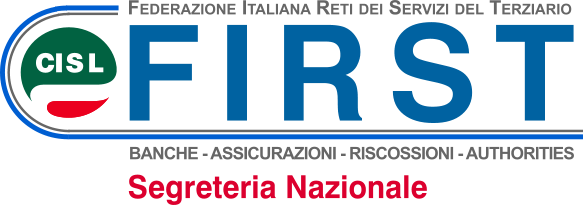 FEDERAZIONE ITALIANA RETI DEI SERVIZI DEL TERZIARIO
CISL
FIRST
BANCHE - ASSICURAZIONI - RISCOSSIONI - AUTHORITIES
Segreteria Nazionale